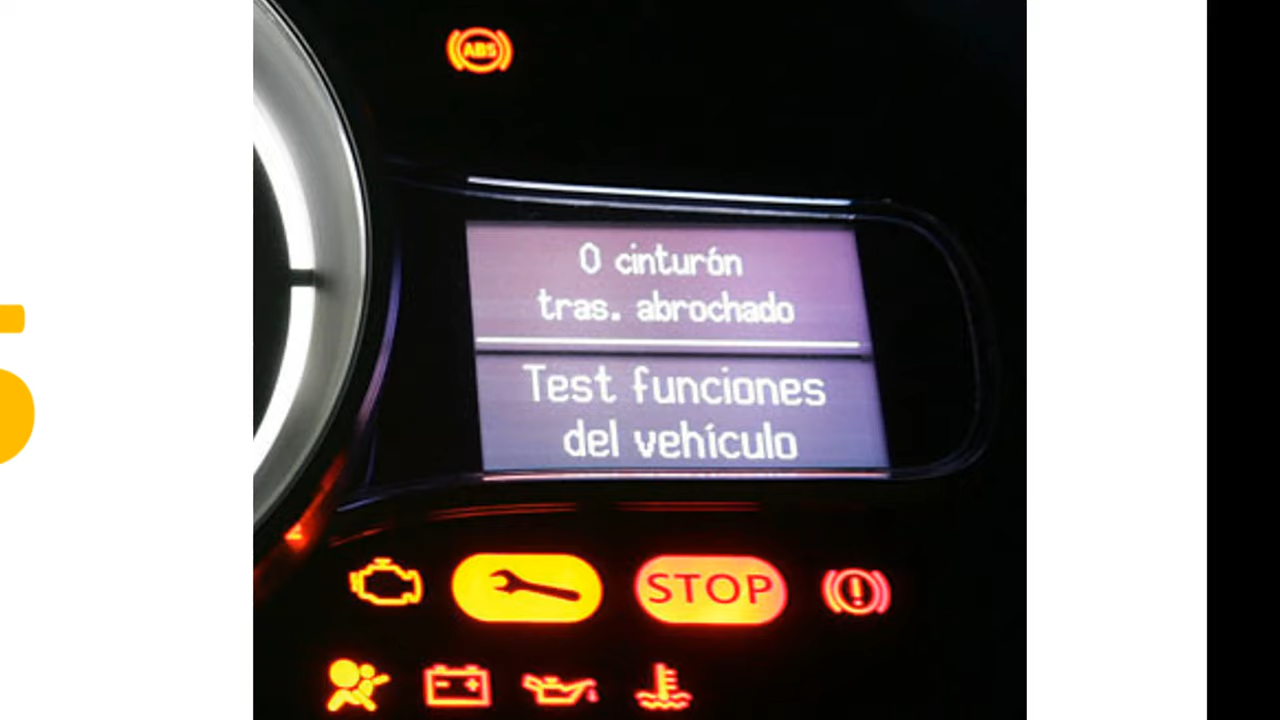 ABS
0 cinturón
tras. abrochado
Test funciones
del vehículo
STOP